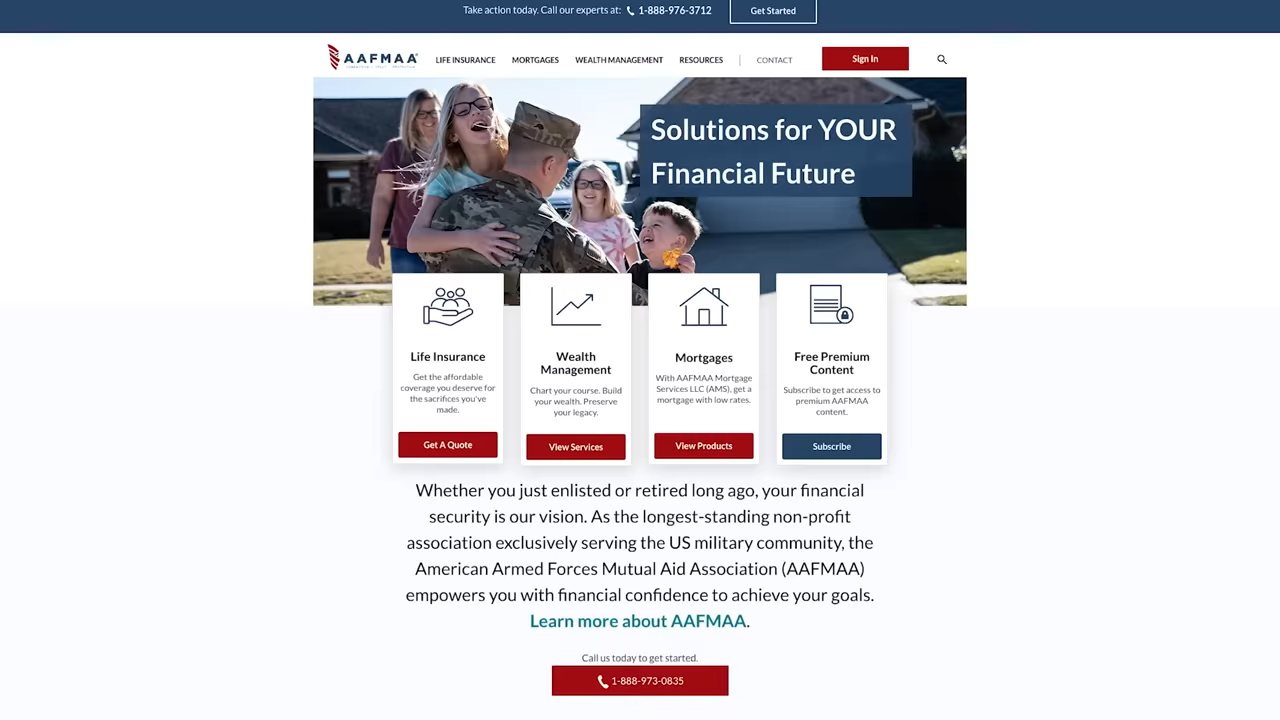 Take action today. Call our experts at: 1-888-976-3712
Get Started
AAFMAA
LIFE INSURANCE
MORTGAGES
WEALTH MANAGEMENT
RESOURCES
CONTACT
Sign In
Solutions for YOUR
Financial Future
Life Insurance
Get the affordable
coverage you deserve for
the sacrifices you've
made.
Get A Quote
Wealth
Management
Chart your course. Build
your wealth. Preserve
your legacy.
View Services
Mortgages
With AAFMAA Mortgage
Services LLC (AMS), get a
mortgage with low rates.
View Products
Free Premium
Content
Subscribe to get access to
premium AAFMAA
content.
Subscribe
Whether you just enlisted or retired long ago, your financial
security is our vision. As the longest-standing non-profit
association exclusively serving the US military community, the
American Armed Forces Mutual Aid Association (AAFMAA)
empowers you with financial confidence to achieve your goals.
Learn more about AAFMAA.
Call us today to get started.
1-888-973-0835